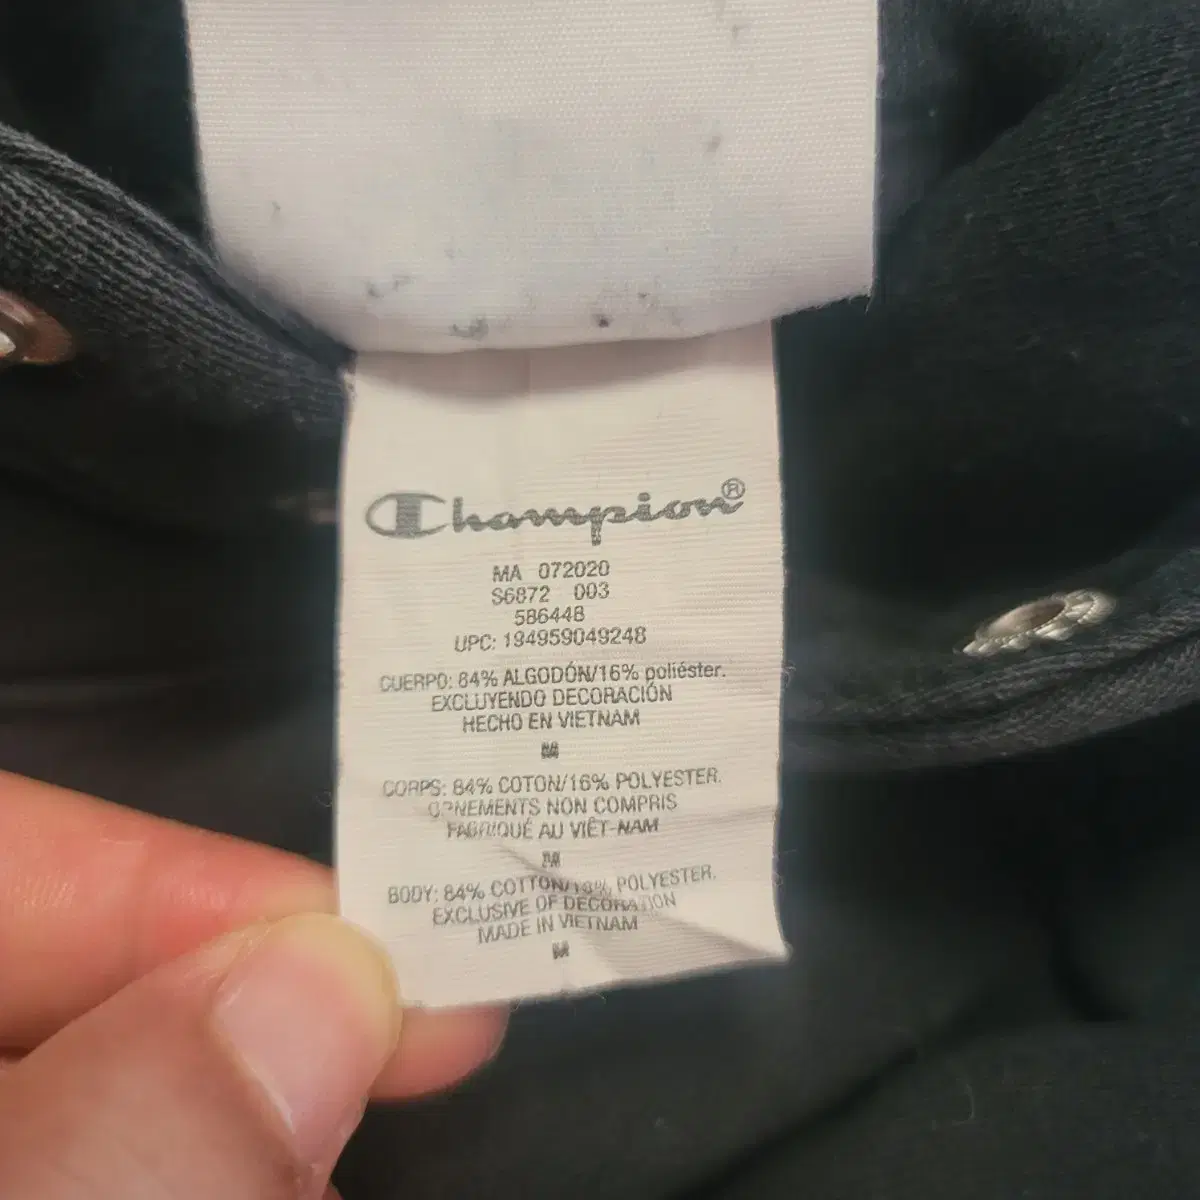 Champion®
MA 072020
S6872 003
586448
UPC: 194959049248
CUERPO: 84% ALGODÓN/16% poliéster.
EXCLUYENDO DECORACIÓN
HECHO EN VIETNAM
M
CORPS: 84% COTON/16% POLYESTER.
ORNEMENTS NON COMPRIS
FABRIQUÉ AU VIÊT-NAM
M
BODY: 84% COTTON/16% POLYESTER.
EXCLUSIVE OF DECORATION
MADE IN VIETNAM
M